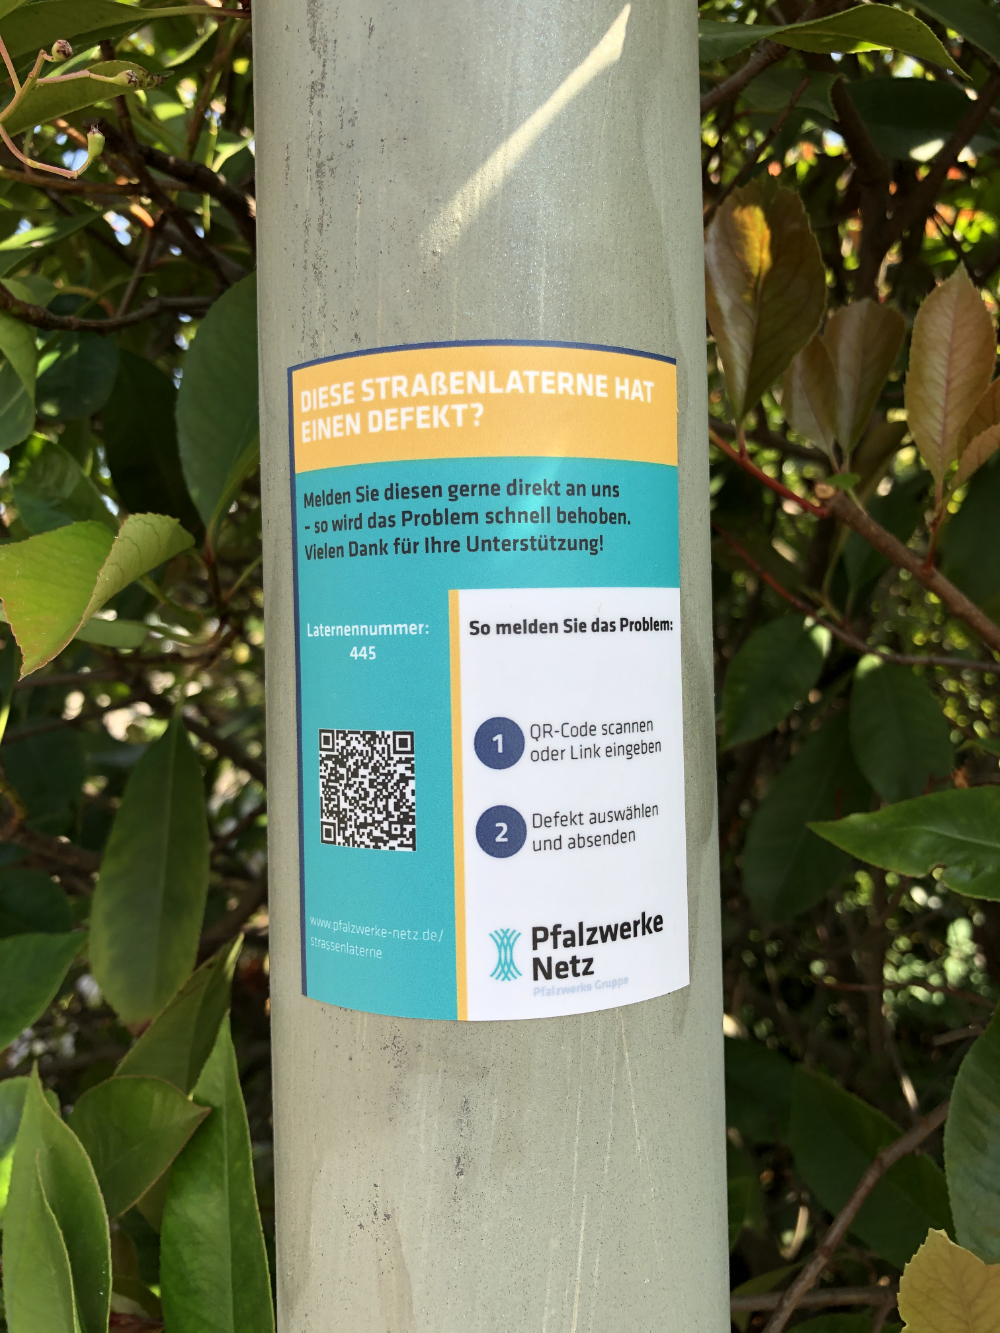 DIESE STRAßENLATERNE HAT
EINEN DEFEKT?
Melden Sie diesen gerne direkt an uns
- so wird das Problem schnell behoben.
Vielen Dank für Ihre Unterstützung!
Laternennummer:
445
www.pfalzwerke-netz.de/
strassenlaterne
So melden Sie das Problem:
1 QR-Code scannen
oder Link eingeben
2 Defekt auswählen
und absenden
Pfalzwerke
Netz
Pfalzwerke Gruppe